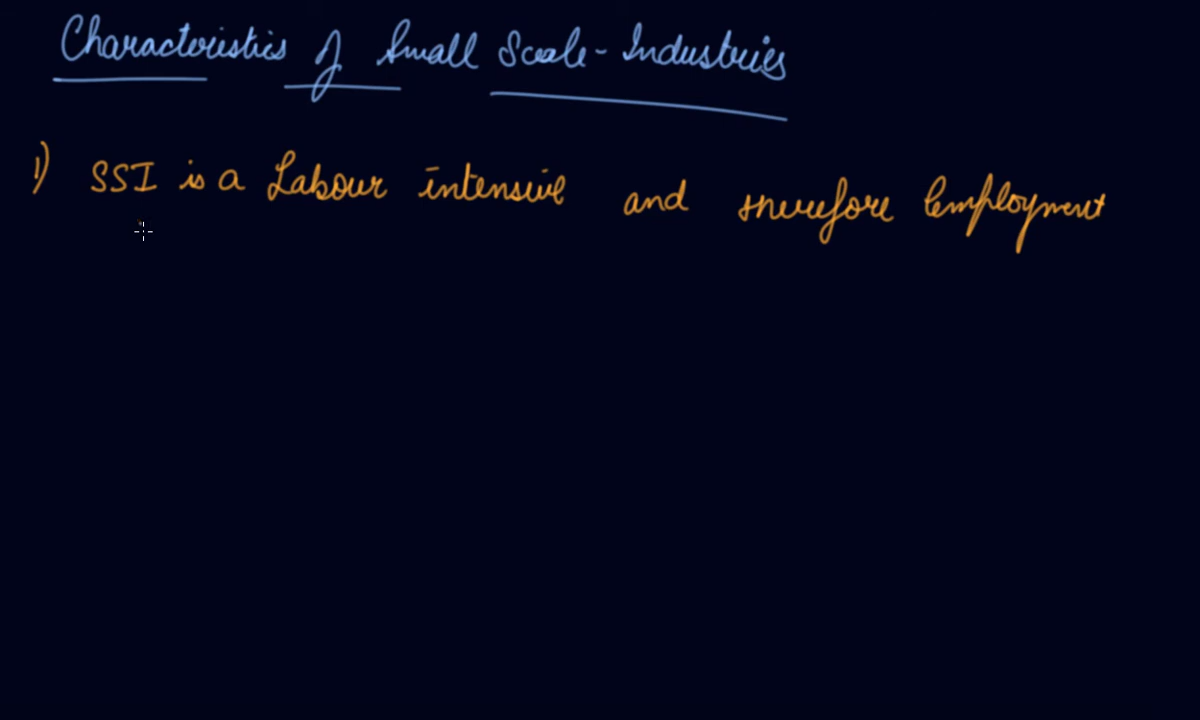 Characteristics of Small Scale-Industries
1) SSI is a Labour intensive and therefore employment